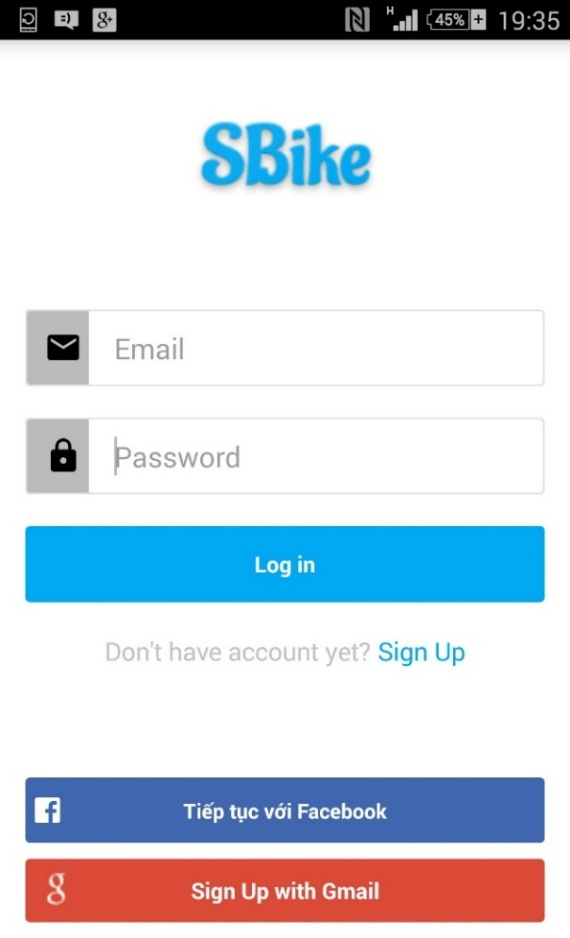 45% 19:35
SBike
Email
Password
Log in
Don't have account yet? Sign Up
Tiếp tục với Facebook
Sign Up with Gmail